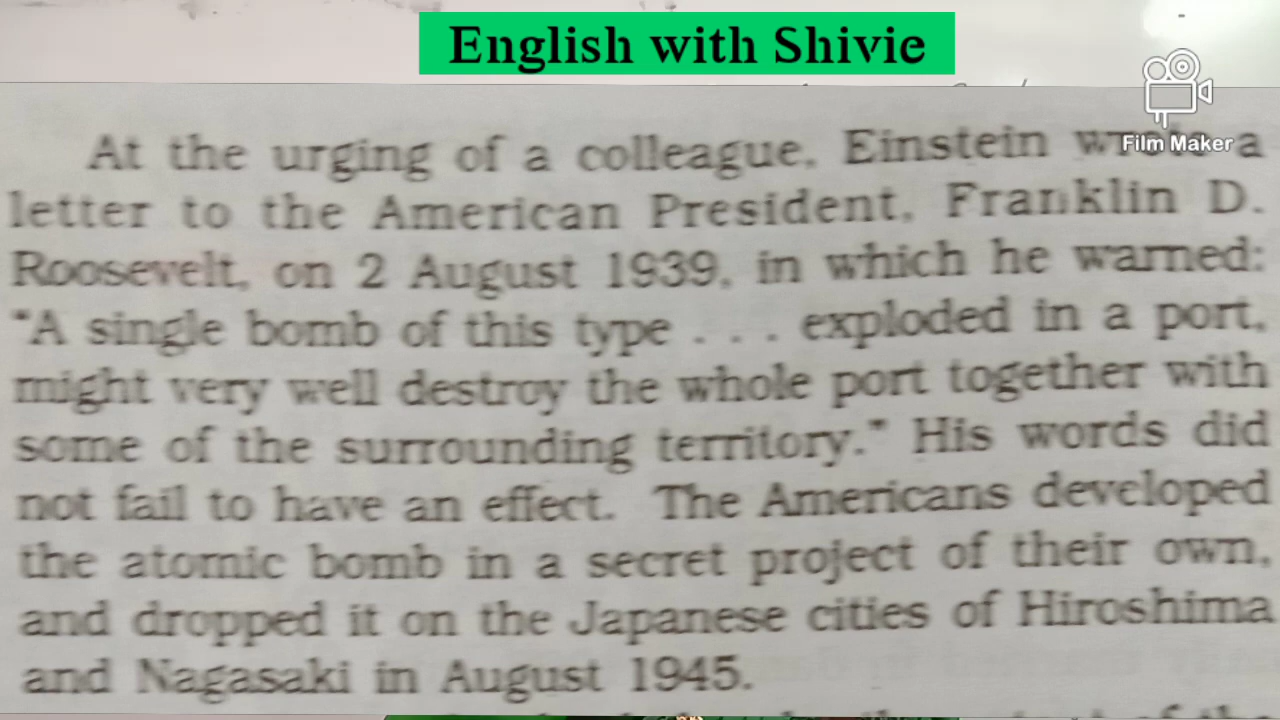 English with Shivie
Film Maker
At the urging of a colleague, Einstein wrote a
letter to the American President, Franklin D.
Roosevelt, on 2 August 1939, in which he warned:
"A single bomb of this type . . . exploded in a port,
might very well destroy the whole port together with
some of the surrounding territory." His words did
not fail to have an effect. The Americans developed
the atomic bomb in a secret project of their own,
and dropped it on the Japanese cities of Hiroshima
and Nagasaki in August 1945.